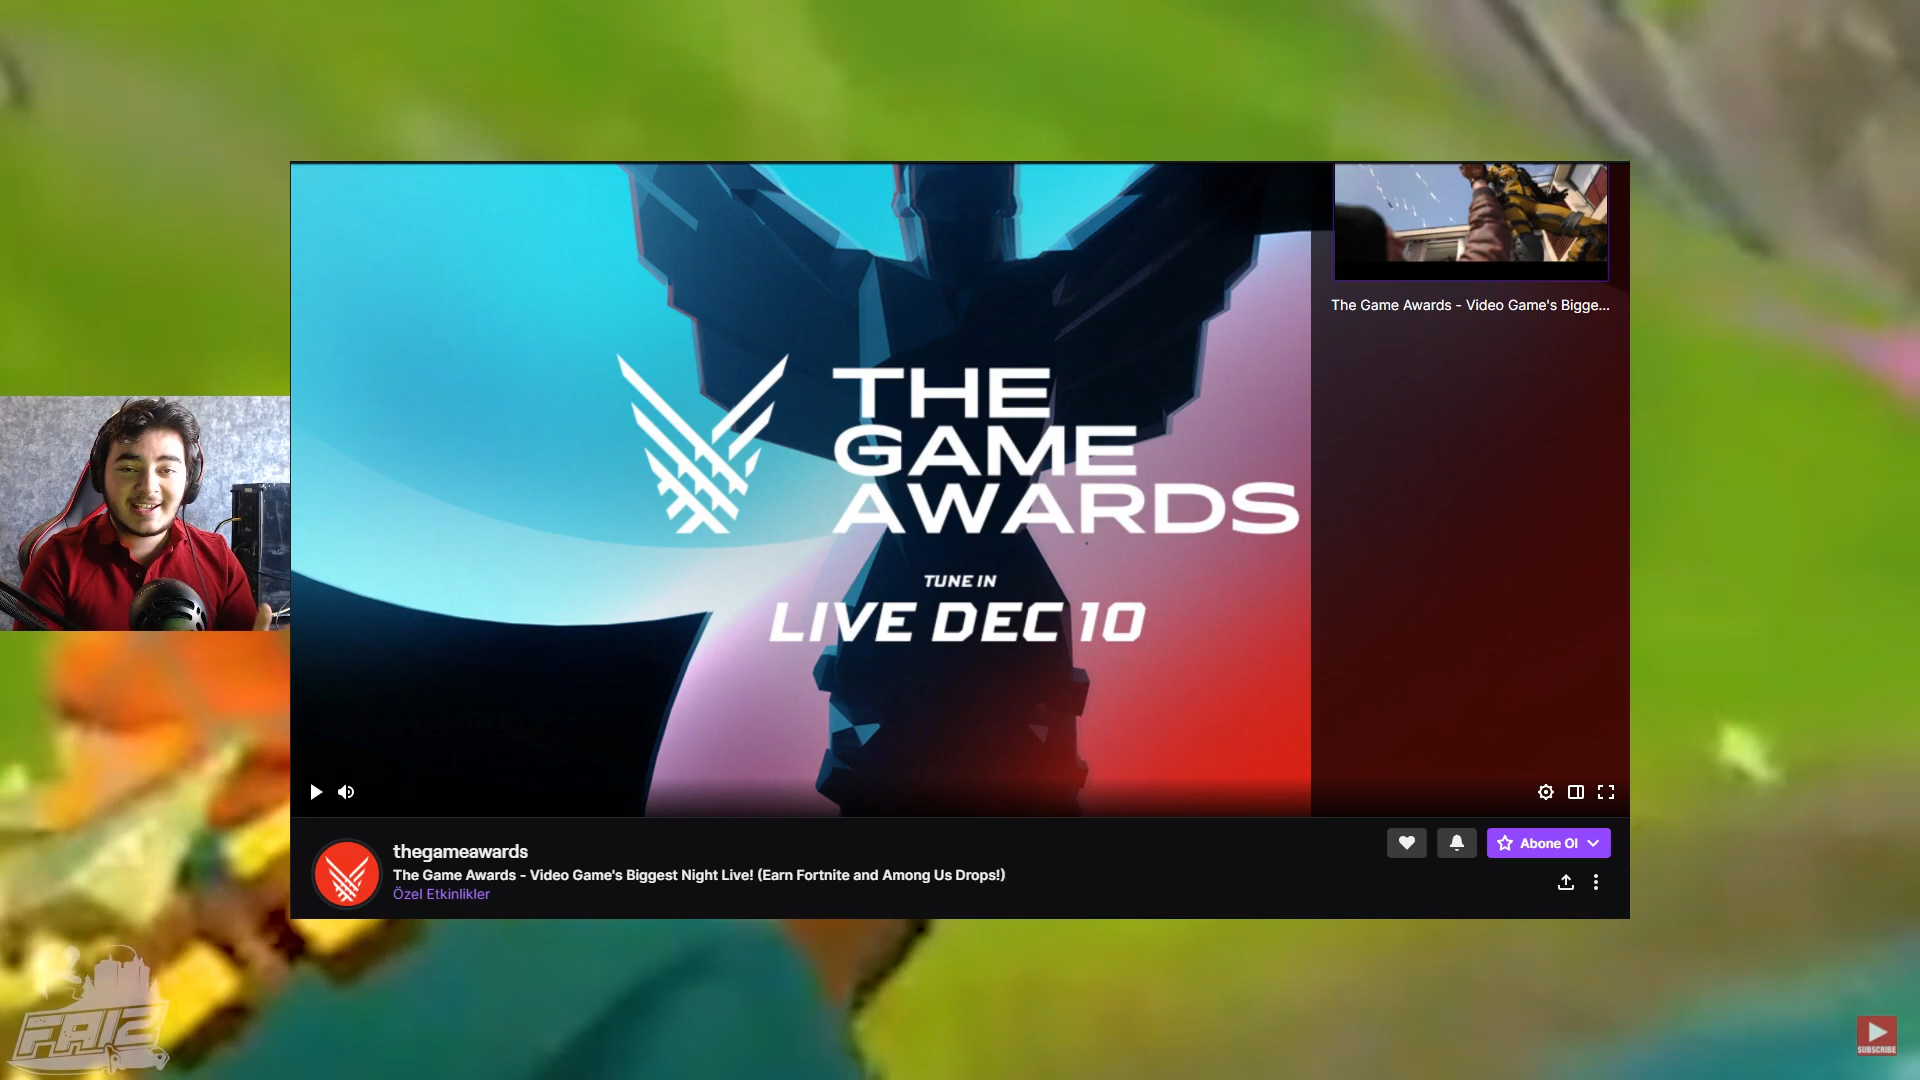 The Game Awards - Video Game's Bigge...
THE
GAME
AWARDS
TUNE IN
LIVE DEC 10
thegameawards
The Game Awards - Video Game's Biggest Night Live! (Earn Fortnite and Among Us Drops!)
Özel Etkinlikler
Abone Ol
FAIZ
SUBSCRIBE